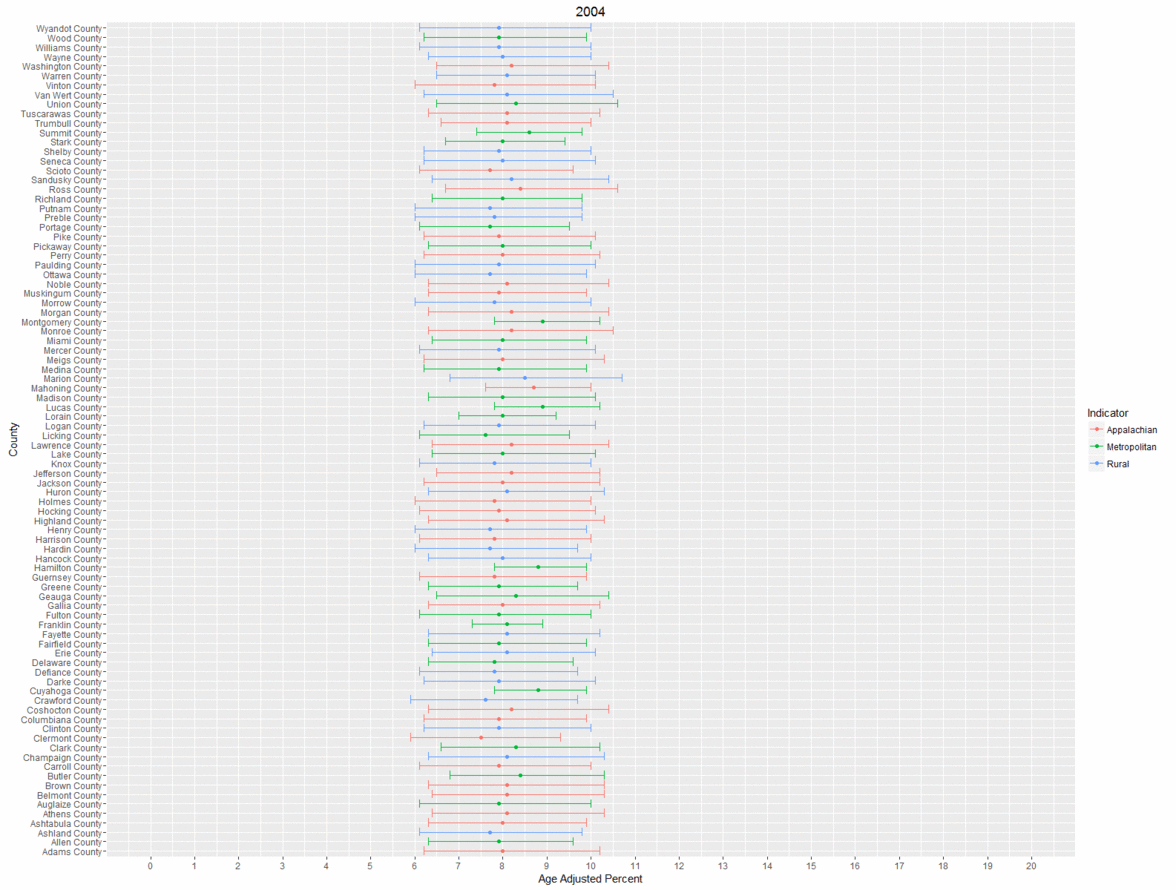 2004
Wyandot County
Wood County
Williams County
Wayne County
Washington County
Warren County
Vinton County
Van Wert County
Union County
Tuscarawas County
Trumbull County
Summit County
Stark County
Shelby County
Seneca County
Scioto County
Sandusky County
Ross County
Richland County
Putnam County
Preble County
Portage County
Pike County
Pickaway County
Perry County
Paulding County
Ottawa County
Noble County
Muskingum County
Morrow County
Morgan County
Montgomery County
Monroe County
Miami County
Mercer County
Meigs County
Medina County
Marion County
Mahoning County
Madison County
Lucas County
Lorain County
Logan County
Licking County
Lawrence County
Lake County
Knox County
Jefferson County
Jackson County
Huron County
Holmes County
Hocking County
Highland County
Henry County
Harrison County
Hardin County
Hancock County
Hamilton County
Guernsey County
Greene County
Geauga County
Gallia County
Fulton County
Franklin County
Fayette County
Fairfield County
Erie County
Delaware County
Defiance County
Darke County
Cuyahoga County
Crawford County
Coshocton County
Columbiana County
Clinton County
Clermont County
Clark County
Champaign County
Carroll County
Butler County
Brown County
Belmont County
Auglaize County
Athens County
Ashtabula County
Ashland County
Allen County
Adams County
County
0 1 2 3 4 5 6 7 8 9 10 11 12 13 14 15 16 17 18 19 20
Age Adjusted Percent
Indicator
Appalachian
Metropolitan
Rural